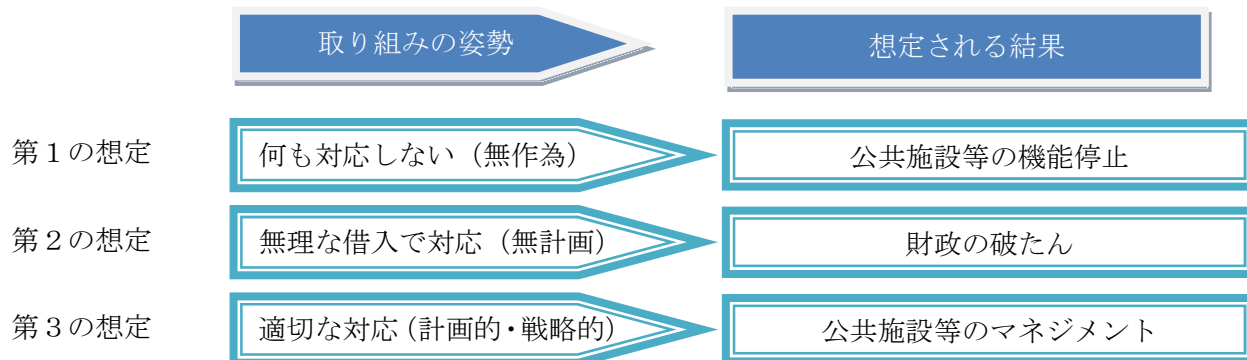 取り組みの姿勢 想定される結果
第１の想定 何も対応しない（無作為） 公共施設等の機能停止
第２の想定 無理な借入で対応（無計画） 財政の破たん
第３の想定 適切な対応（計画的・戦略的） 公共施設等のマネジメント